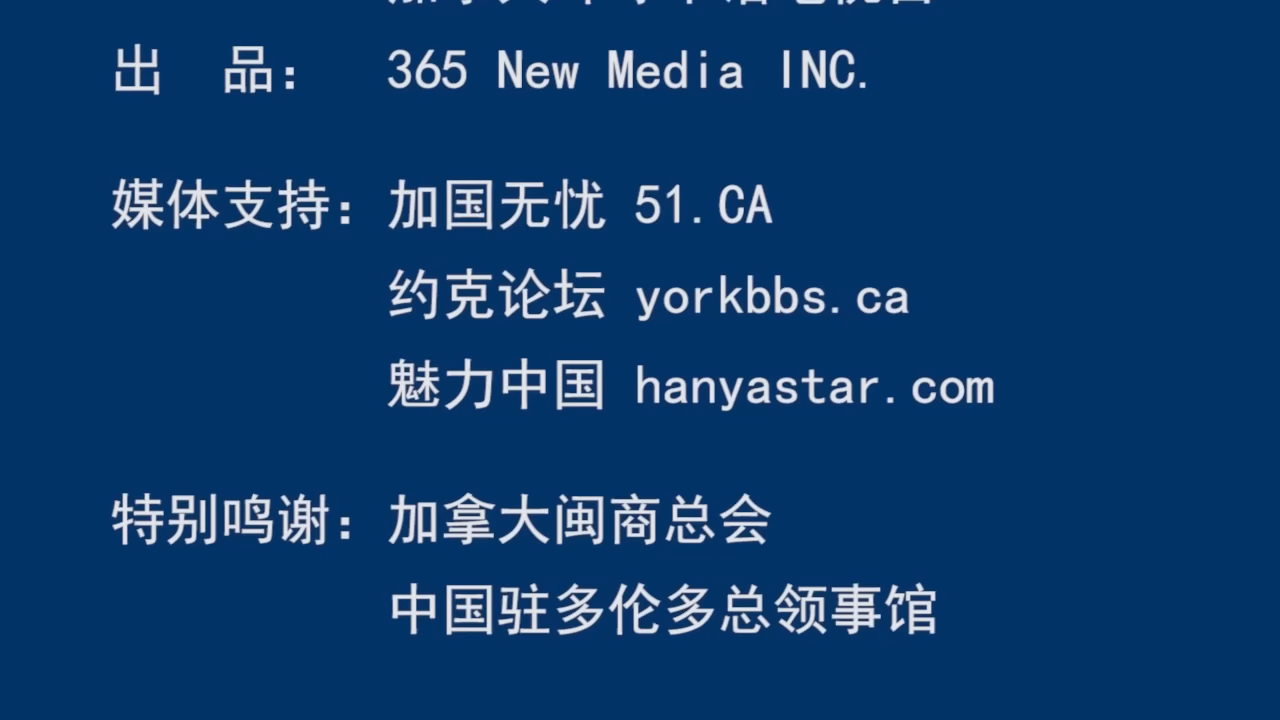 出 品： 365 New Media INC.
媒体支持：加国无忧 51.CA
约克论坛 yorkbbs.ca
魅力中国 hanyastar.com
特别鸣谢：加拿大闽商总会
中国驻多伦多总领事馆